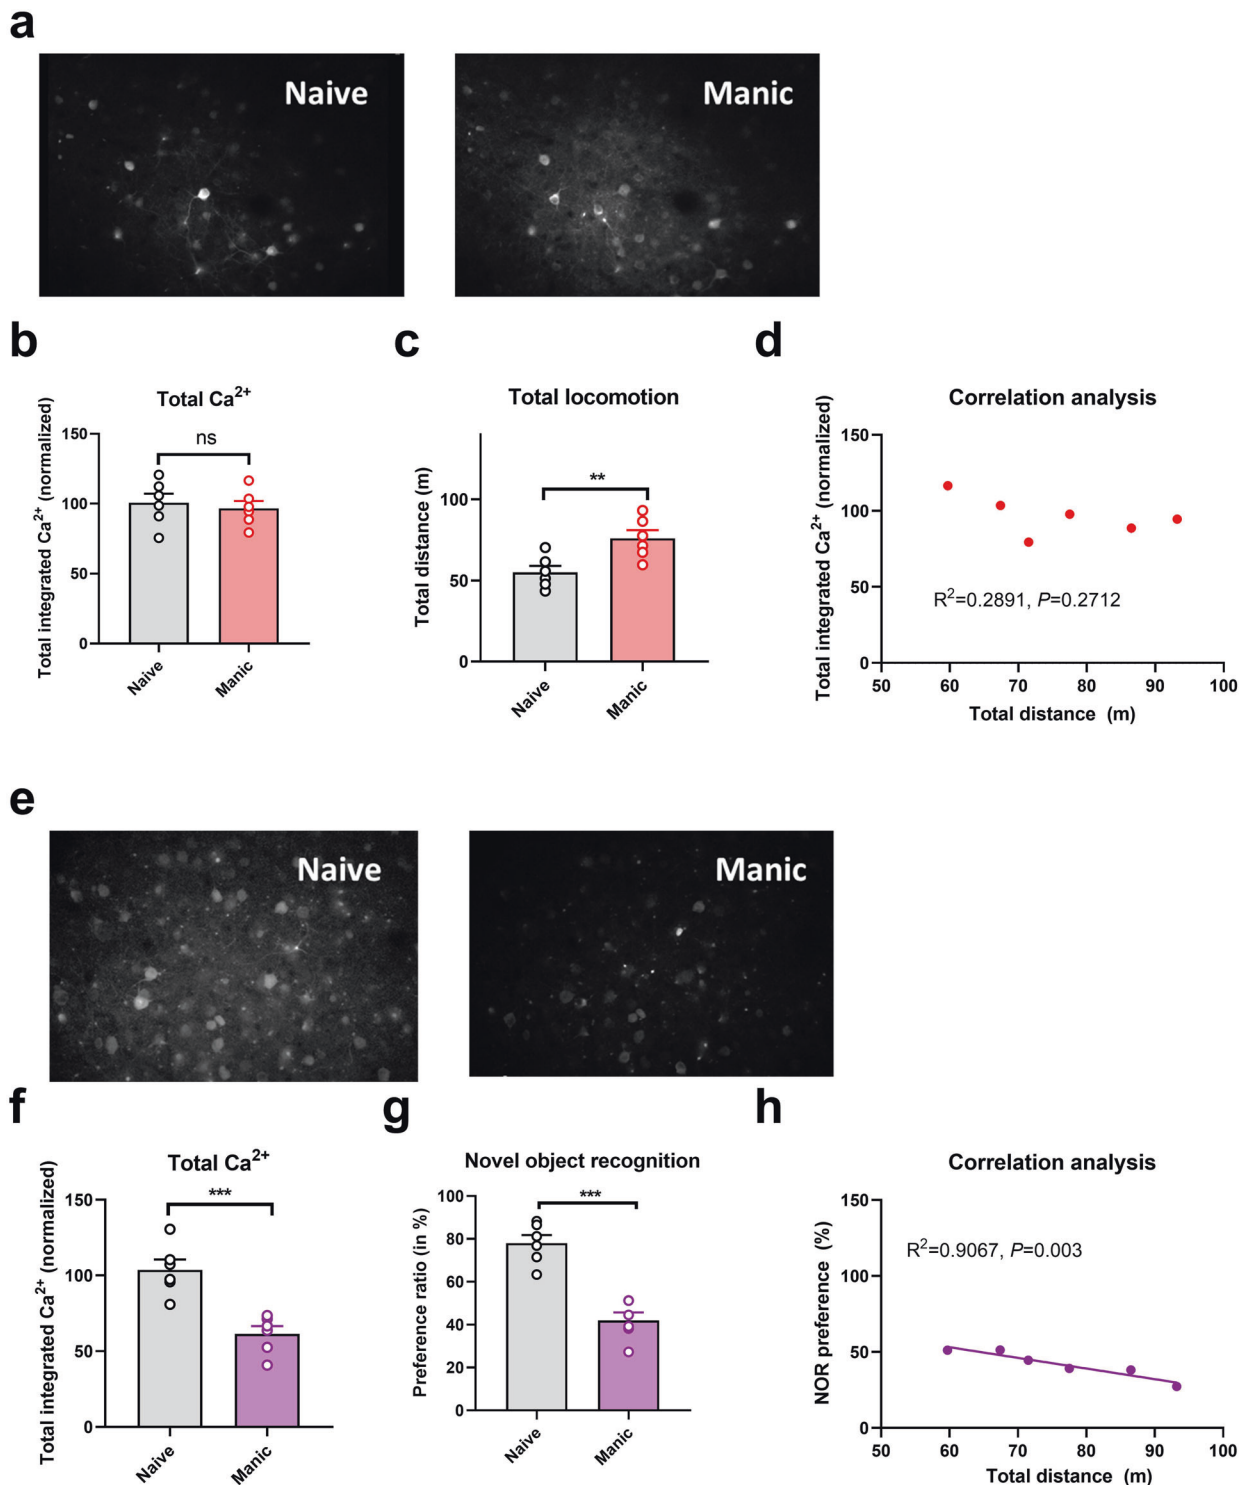 a
Naive
Manic
b
c
d
Total Ca2+
Total integrated Ca2+ (normalized)
150
100
50
0
ns
Naive
Manic
Total locomotion
Total distance (m)
100
50
0
**
Naive
Manic
Correlation analysis
Total integrated Ca2+ (normalized)
150
100
50
0
R2=0.2891, P=0.2712
50 60 70 80 90 100
Total distance (m)
e
Naive
Manic
f
g
h
Total Ca2+
Total integrated Ca2+ (normalized)
150
100
50
0
***
Naive
Manic
Novel object recognition
Preference ratio (in %)
100
80
60
40
20
0
***
Naive
Manic
Correlation analysis
NOR preference (%)
150
100
50
0
R2=0.9067, P=0.003
50 60 70 80 90 100
Total distance (m)